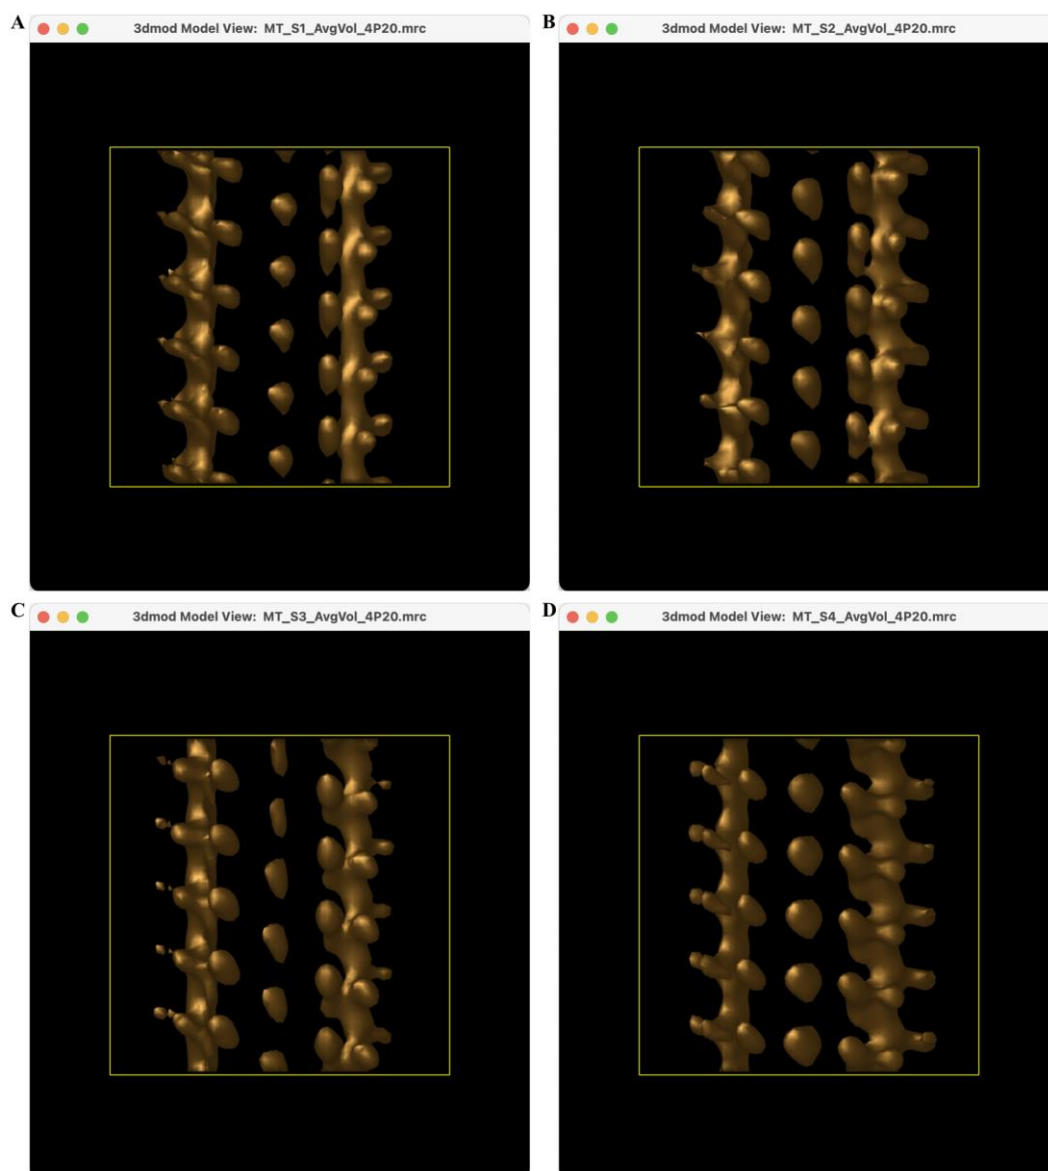 A
3dmod Model View: MT_S1_AvgVol_4P20.mrc
B
3dmod Model View: MT_S2_AvgVol_4P20.mrc
C
3dmod Model View: MT_S3_AvgVol_4P20.mrc
D
3dmod Model View: MT_S4_AvgVol_4P20.mrc